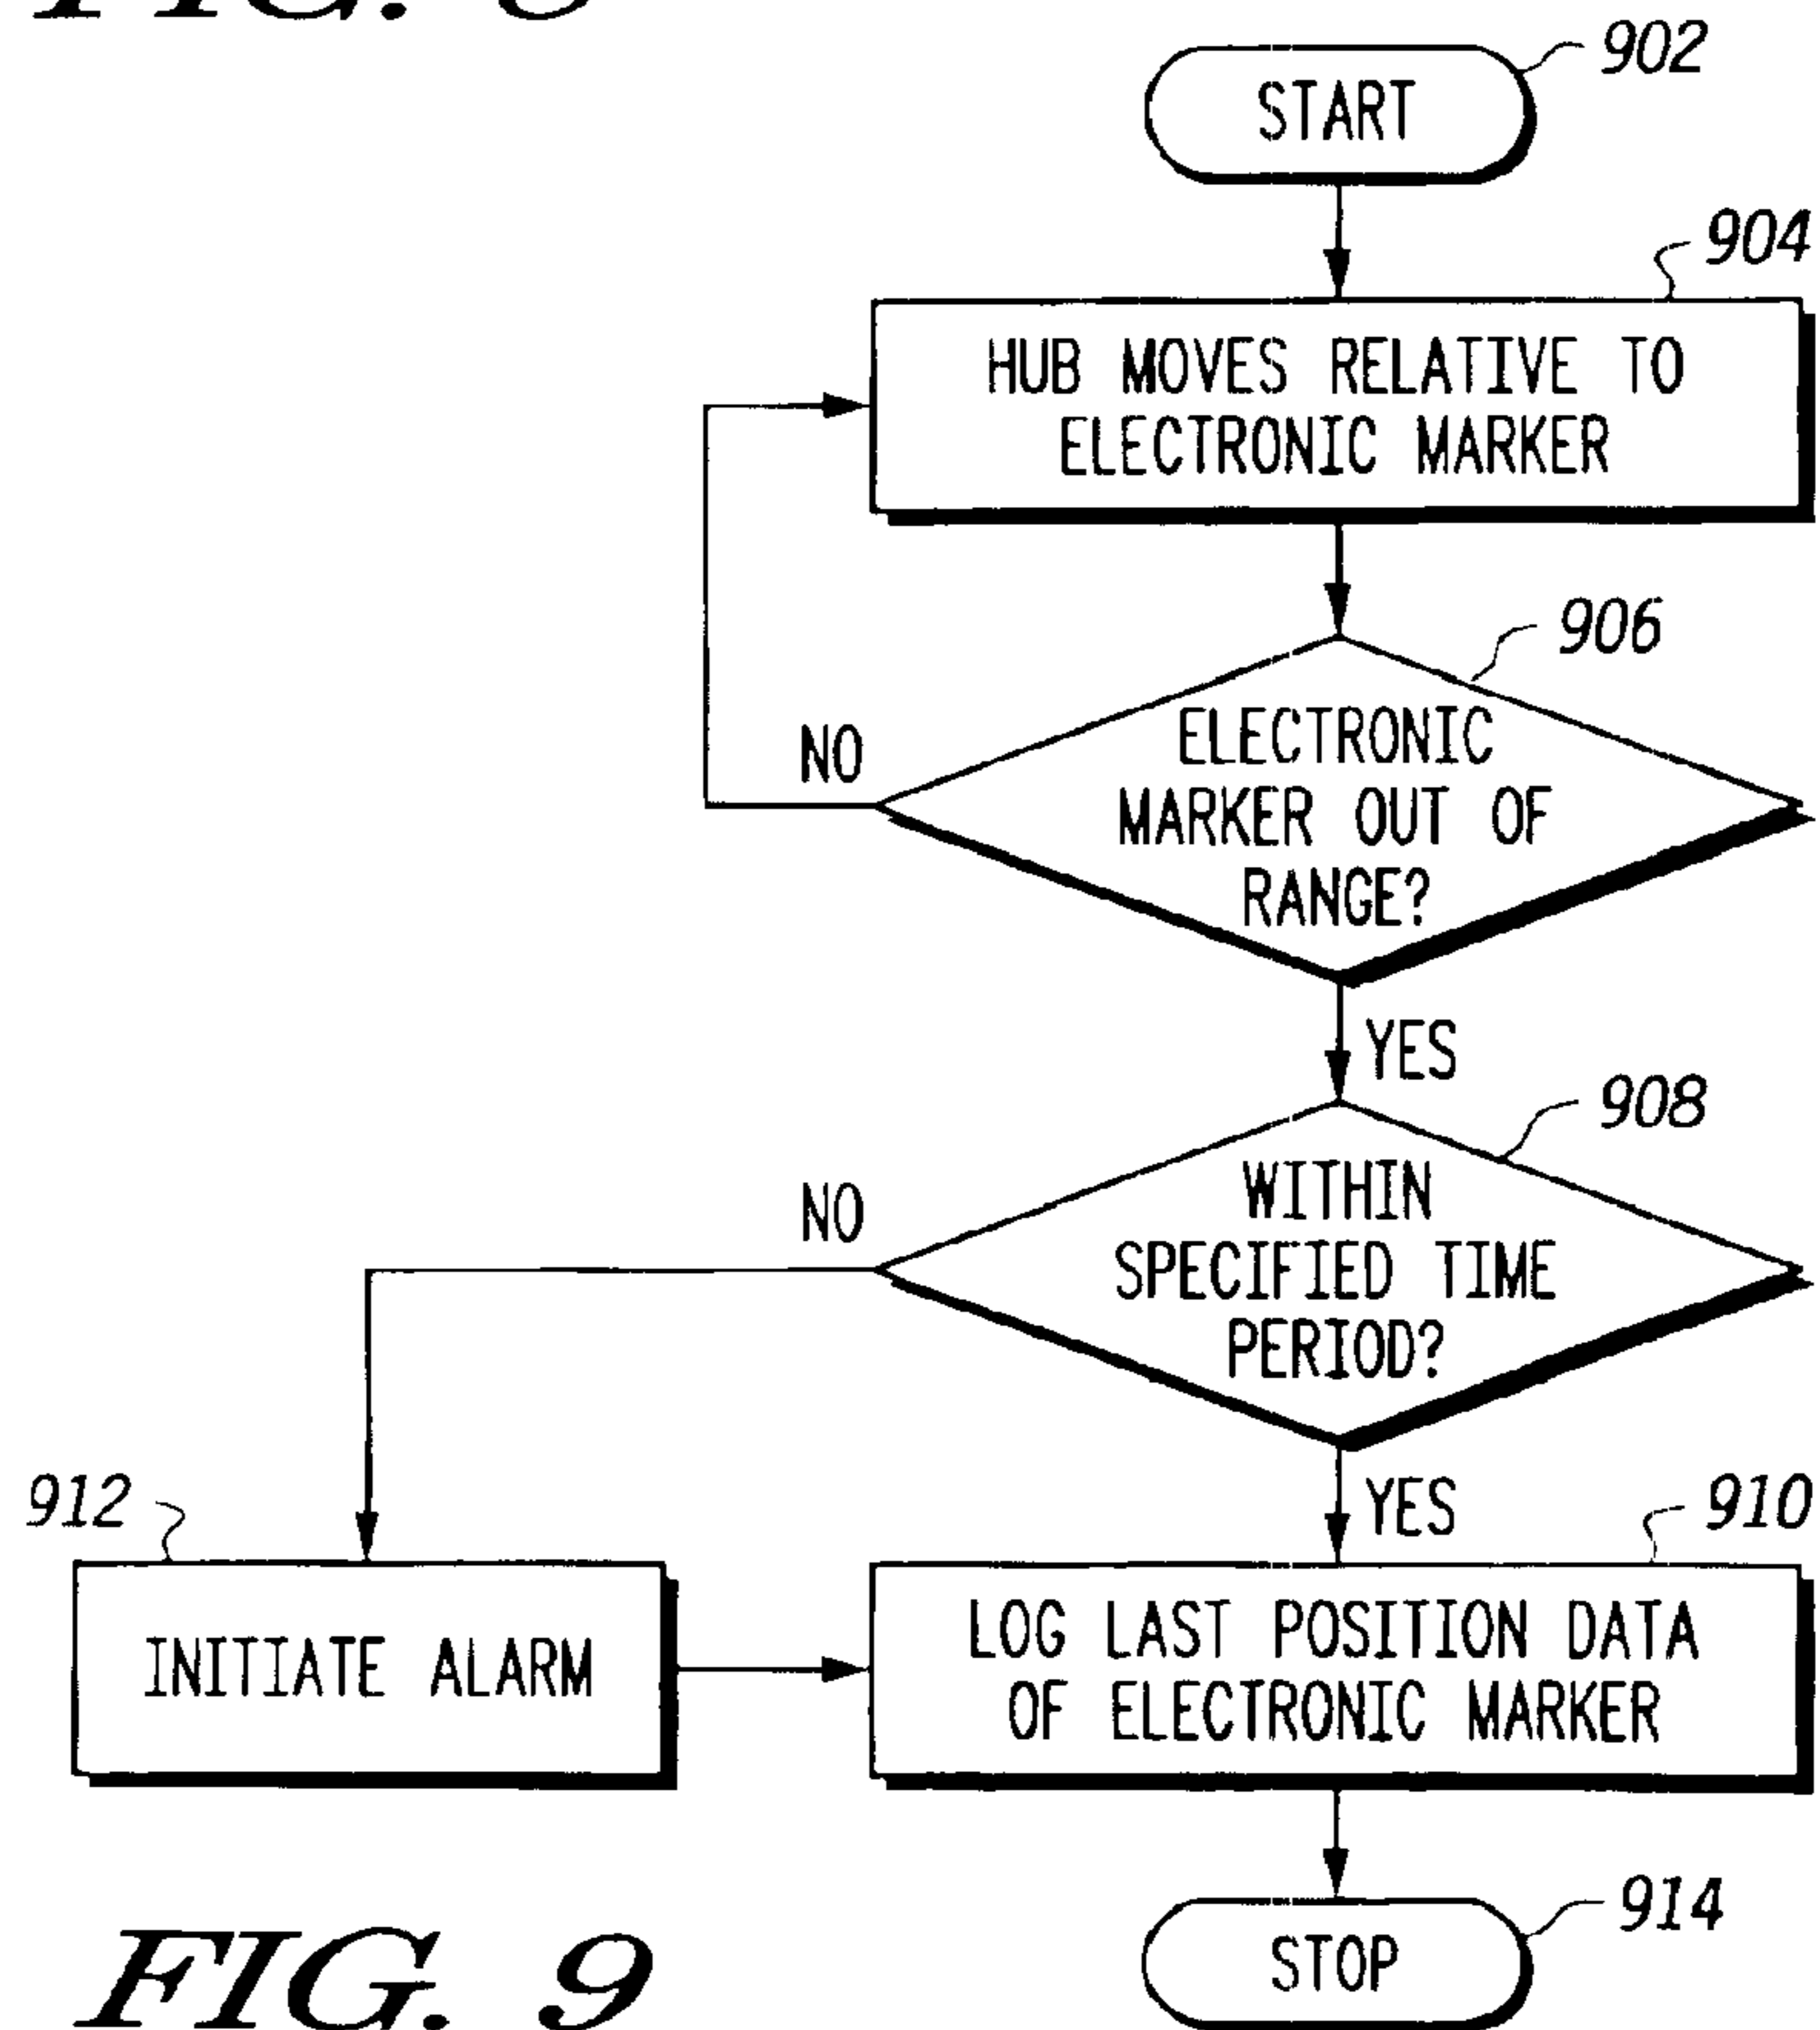 902
START
904
HUB MOVES RELATIVE TO
ELECTRONIC MARKER
906
ELECTRONIC
MARKER OUT OF
RANGE?
NO
YES
908
WITHIN
SPECIFIED TIME
PERIOD?
NO
YES
912
INITIATE ALARM
910
LOG LAST POSITION DATA
OF ELECTRONIC MARKER
914
STOP
FIG. 9